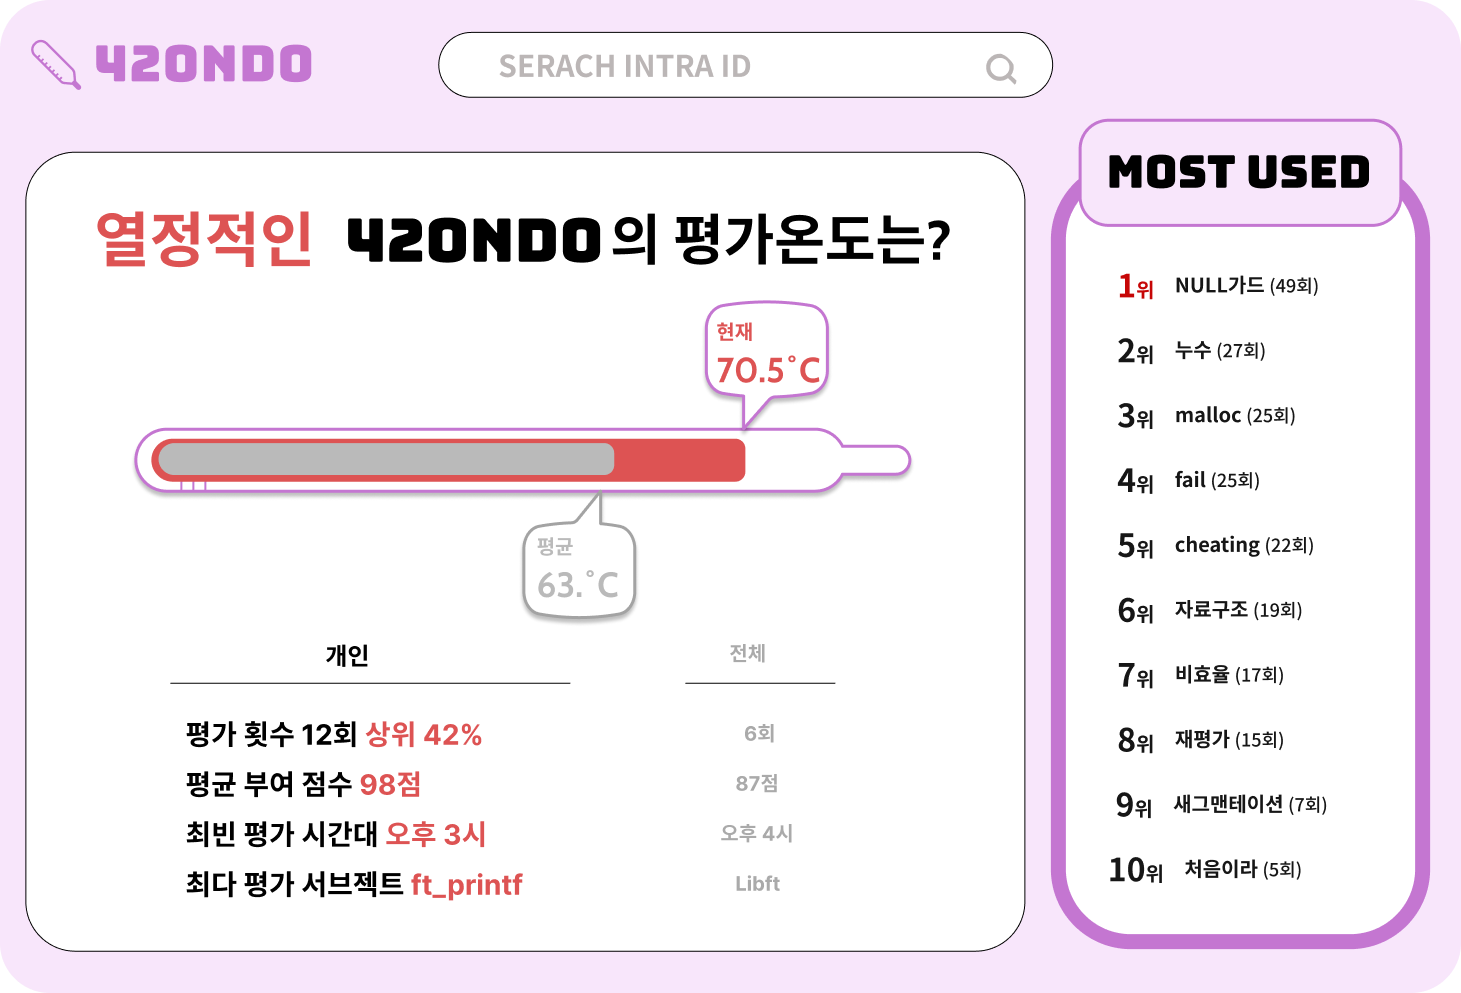 42ONDO
SERACH INTRA ID
열정적인 42ONDO의 평가온도는?
현재
70.5°C
평균
63.°C
개인
전체
평가 횟수 12회 상위 42%
6회
평균 부여 점수 98점
87점
최빈 평가 시간대 오후 3시
오후 4시
최다 평가 서브젝트 ft_printf
Libft
MOST USED
1위 NULL가드 (49회)
2위 누수 (27회)
3위 malloc (25회)
4위 fail (25회)
5위 cheating (22회)
6위 자료구조 (19회)
7위 비효율 (17회)
8위 재평가 (15회)
9위 새그맨테이션 (7회)
10위 처음이라 (5회)